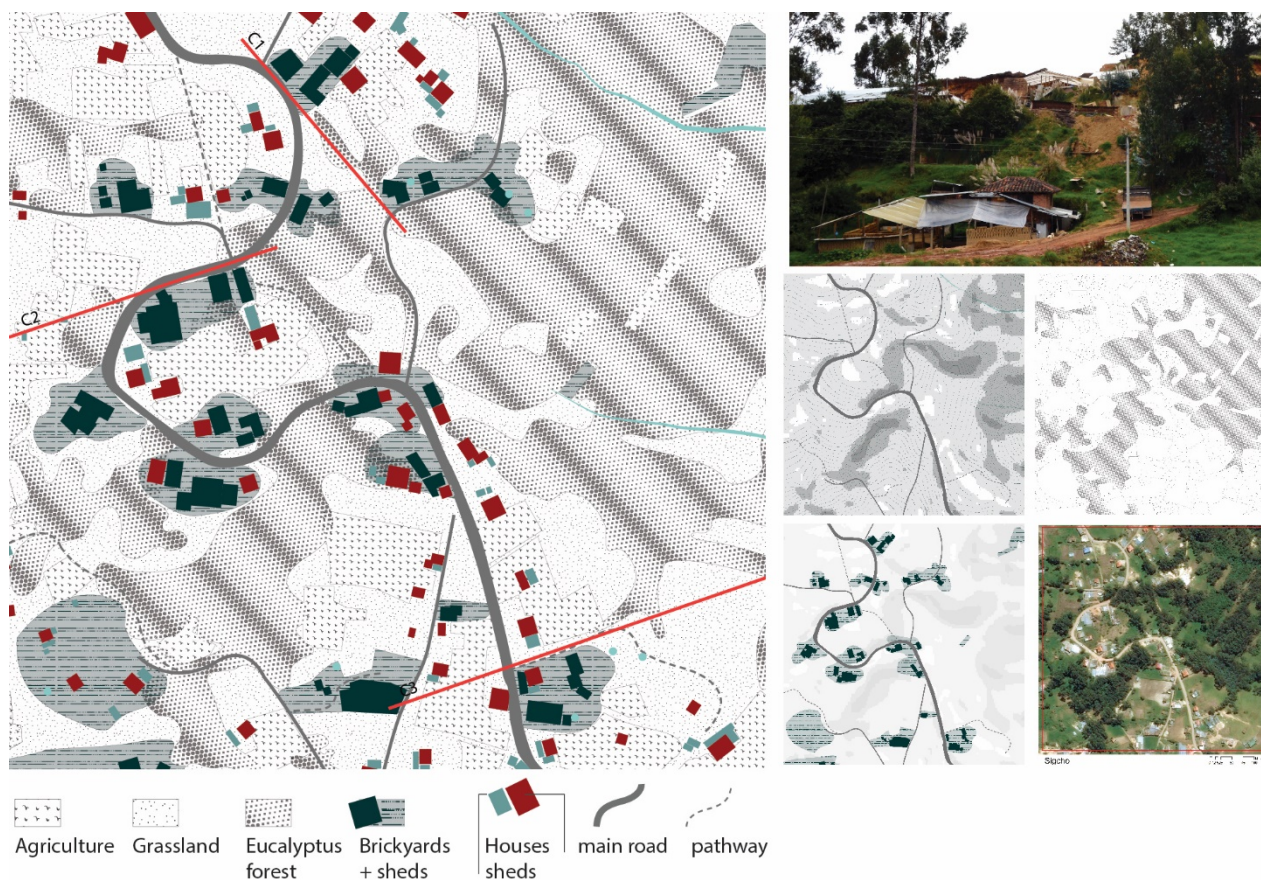 C1
C2
C3
Sigcho
Agriculture
Grassland
Eucalyptus
forest
Brickyards
+ sheds
Houses
sheds
main road
pathway